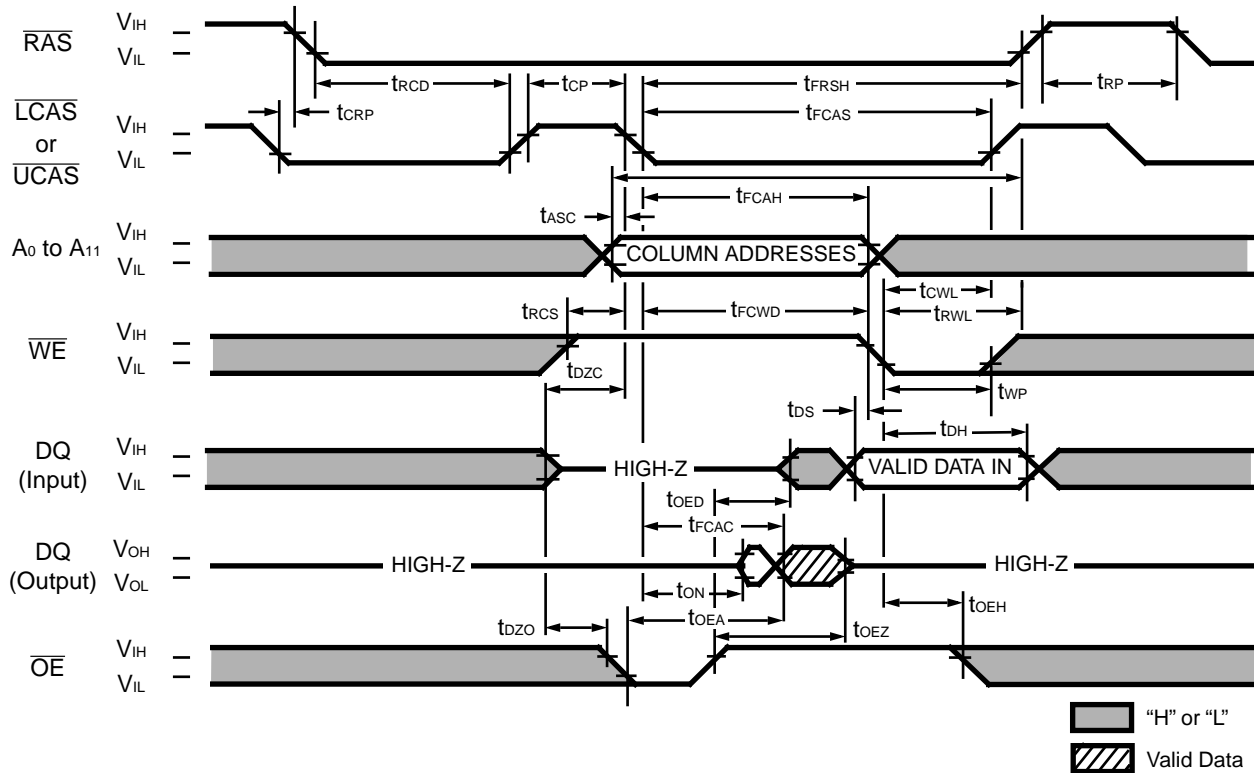 RAS
VIH
VIL
tRCD
tCP
tFRSH
tRP
LCAS
or
UCAS
VIH
VIL
tCRP
tFCAS
tFCAH
tASC
A0 to A11
VIH
VIL
COLUMN ADDRESSES
tCWL
tRCS
tFCWD
tRWL
WE
VIH
VIL
tDZC
tWP
tDS
tDH
DQ
(Input)
VIH
VIL
HIGH-Z
VALID DATA IN
tOED
tFCAC
DQ
(Output)
VOH
VOL
HIGH-Z
HIGH-Z
tON
tOEH
tOEA
tDZO
tOEZ
OE
VIH
VIL
“H” or “L”
Valid Data